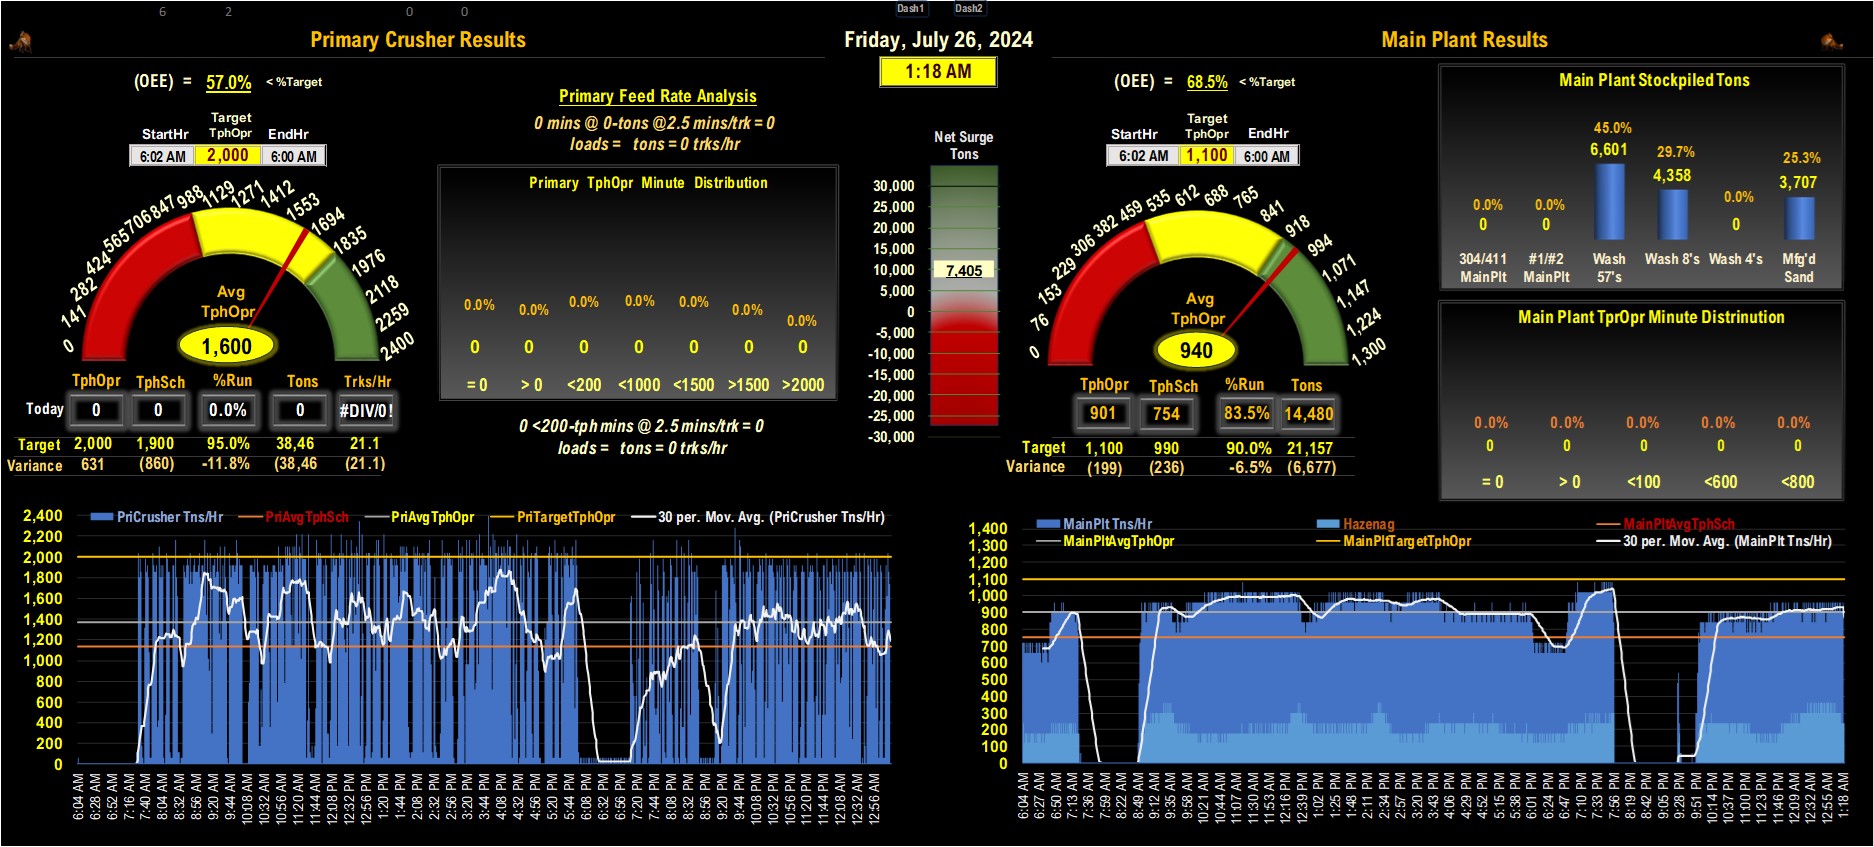 6 2 0 0 Dash1 Dash2
Primary Crusher Results
Friday, July 26, 2024
Main Plant Results
1:18 AM
(OEE) = 57.0% < %Target
Target
StartHr TphOpr EndHr
6:02 AM 2,000 6:00 AM
0 141 282 424 565 706 847 988 1129 1271 1412 1553 1694 1835 1976 2118 2259 2400
Avg
TphOpr
1,600
TphOpr TphSch %Run Tons Trks/Hr
Today 0 0 0.0% 0 #DIV/0!
Target 2,000 1,900 95.0% 38,46 21.1
Variance 631 (860) -11.8% (38,46 (21.1)
Primary Feed Rate Analysis
0 mins @ 0-tons @2.5 mins/trk = 0
loads = tons = 0 trks/hr
Primary TphOpr Minute Distribution
0.0% 0.0% 0.0% 0.0% 0.0% 0.0% 0.0%
0 0 0 0 0 0 0
= 0 > 0 <200 <1000 <1500 >1500 >2000
0 <200-tph mins @ 2.5 mins/trk = 0
loads = tons = 0 trks/hr
Net Surge
Tons
30,000
25,000
20,000
15,000
10,000
7,405
5,000
0
-5,000
-10,000
-15,000
-20,000
-25,000
-30,000
(OEE) = 68.5% < %Target
Target
StartHr TphOpr EndHr
6:02 AM 1,100 6:00 AM
0 76 153 229 306 382 459 535 612 688 765 841 918 994 1,071 1,147 1,224 1,300
Avg
TphOpr
940
TphOpr TphSch %Run Tons
901 754 83.5% 14,480
Target 1,100 990 90.0% 21,157
Variance (199) (236) -6.5% (6,677)
Main Plant Stockpiled Tons
0.0% 0.0% 45.0% 29.7% 0.0% 25.3%
0 0 6,601 4,358 0 3,707
304/411 #1/#2 Wash Wash 8's Wash 4's Mfg'd
MainPlt MainPlt 57's Sand
Main Plant TprOpr Minute Distrinution
0.0% 0.0% 0.0% 0.0% 0.0%
0 0 0 0 0
= 0 > 0 <100 <600 <800
PriCrusher Tns/Hr PriAvgTphSch PriAvgTphOpr PriTargetTphOpr 30 per. Mov. Avg. (PriCrusher Tns/Hr)
2,400
2,200
2,000
1,800
1,600
1,400
1,200
1,000
800
600
400
200
0
6:04 AM 6:28 AM 6:52 AM 7:16 AM 7:40 AM 8:04 AM 8:32 AM 8:56 AM 9:20 AM 9:44 AM 10:08 AM 10:32 AM 10:56 AM 11:20 AM 11:44 AM 12:08 PM 12:32 PM 12:56 PM 1:20 PM 1:44 PM 2:08 PM 2:32 PM 2:56 PM 3:20 PM 3:44 PM 4:08 PM 4:32 PM 4:56 PM 5:20 PM 5:44 PM 6:08 PM 6:32 PM 6:56 PM 7:20 PM 7:44 PM 8:08 PM 8:32 PM 8:56 PM 9:20 PM 9:44 PM 10:08 PM 10:32 PM 10:56 PM 11:20 PM 11:44 PM 12:08 AM 12:32 AM 12:56 AM
MainPlt Tns/Hr Hazenag MainPltAvgTphSch
MainPltAvgTphOpr MainPltTargetTphOpr 30 per. Mov. Avg. (MainPlt Tns/Hr)
1,400
1,300
1,200
1,100
1,000
900
800
700
600
500
400
300
200
100
0
6:04 AM 6:27 AM 6:50 AM 7:13 AM 7:36 AM 7:59 AM 8:22 AM 8:49 AM 9:12 AM 9:35 AM 9:58 AM 10:21 AM 10:44 AM 11:07 AM 11:30 AM 11:53 AM 12:16 PM 12:39 PM 1:02 PM 1:25 PM 1:48 PM 2:11 PM 2:34 PM 2:57 PM 3:20 PM 3:43 PM 4:06 PM 4:29 PM 4:52 PM 5:15 PM 5:38 PM 6:01 PM 6:24 PM 6:47 PM 7:10 PM 7:33 PM 7:56 PM 8:19 PM 8:42 PM 9:05 PM 9:28 PM 9:51 PM 10:14 PM 10:37 PM 11:00 PM 11:23 PM 11:46 PM 12:09 AM 12:32 AM 12:55 AM 1:18 AM